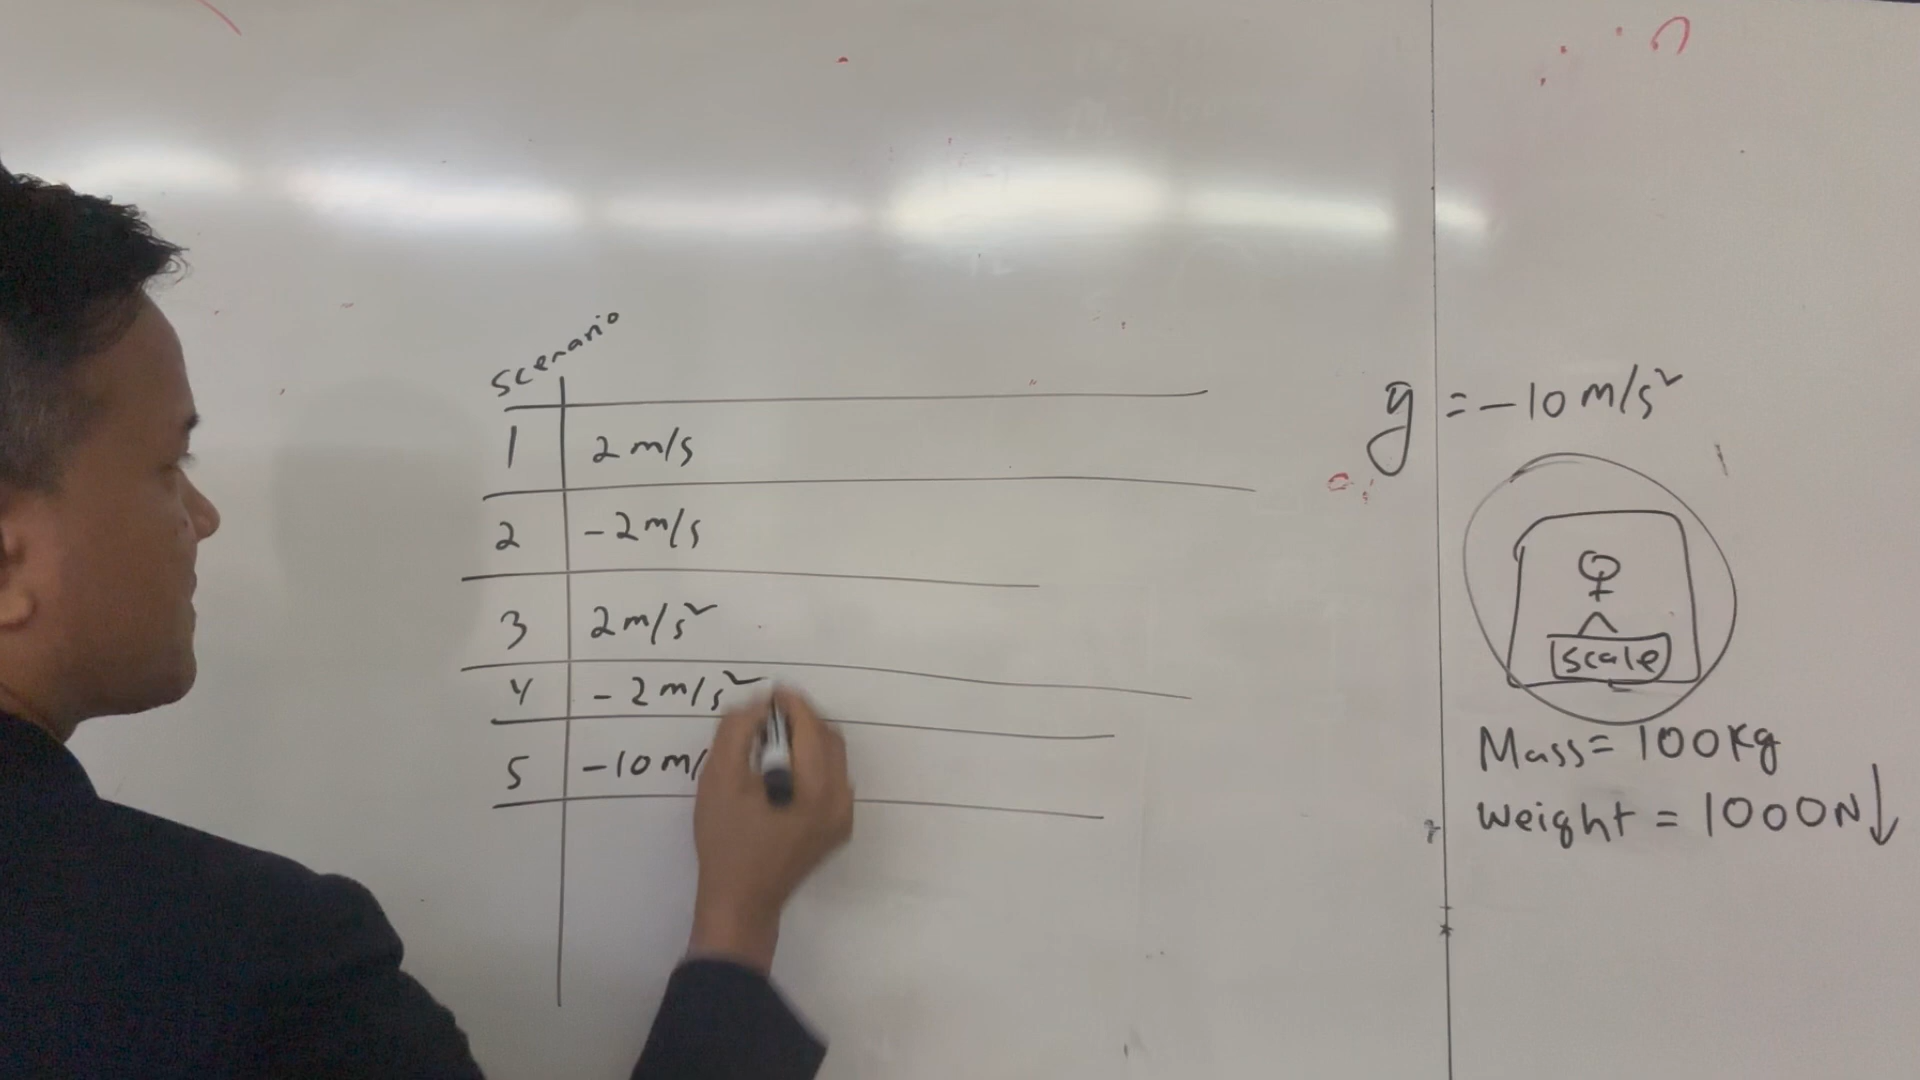 scenario
1 2 m/s
2 -2 m/s
3 2 m/s²
4 -2 m/s²
5 -10 m/
g = -10 m/s²
scale
Mass = 100 Kg
Weight = 1000N ↓